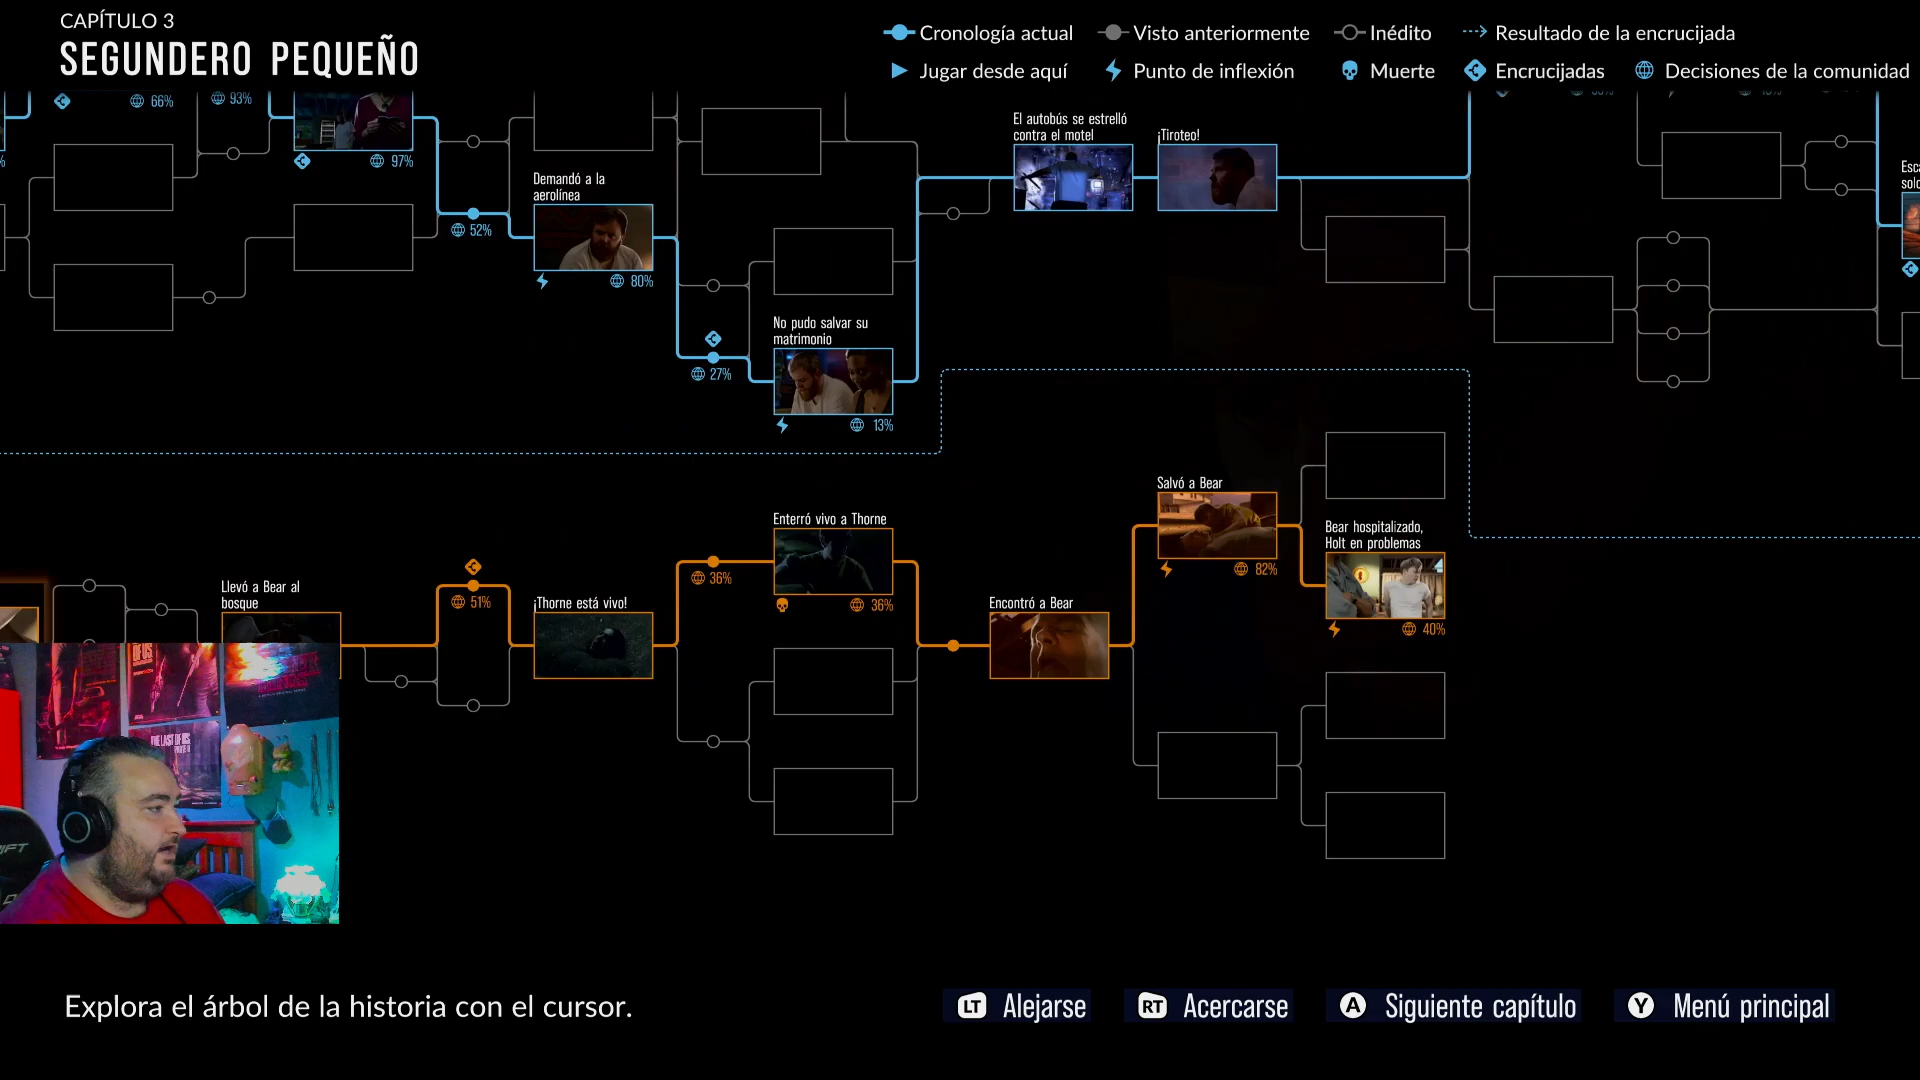 CAPÍTULO 3
SEGUNDERO PEQUEÑO
Cronología actual
Visto anteriormente
Inédito
Resultado de la encrucijada
Jugar desde aquí
Punto de inflexión
Muerte
Encrucijadas
Decisiones de la comunidad
66%
93%
97%
El autobús se estrelló
contra el motel
¡Tiroteo!
Demandó a la
aerolínea
52%
80%
No pudo salvar su
matrimonio
27%
13%
Salvó a Bear
82%
Bear hospitalizado,
Holt en problemas
40%
Enterró vivo a Thorne
36%
36%
Llevó a Bear al
bosque
51%
¡Thorne está vivo!
Encontró a Bear
THE LAST OF US
Explora el árbol de la historia con el cursor.
LT Alejarse
RT Acercarse
A Siguiente capítulo
Y Menú principal